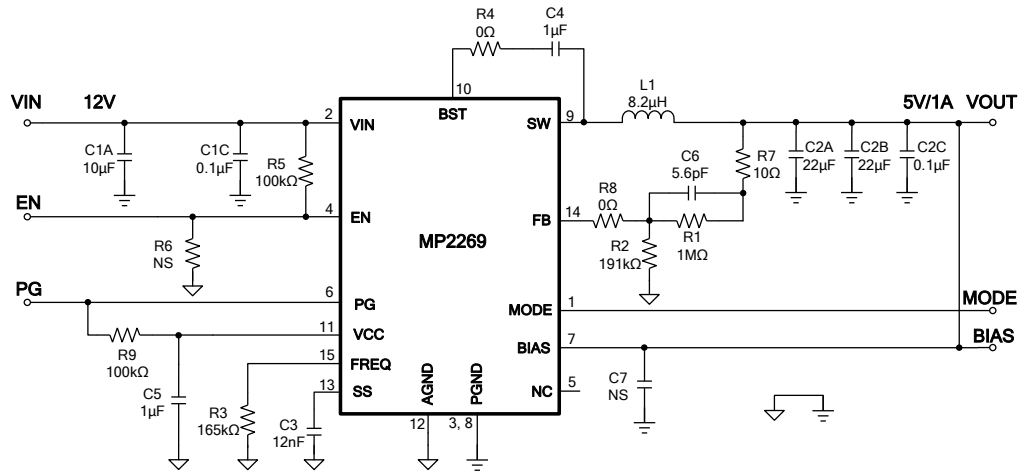 R4
0Ω
C4
1µF
10
BST
VIN
12V
2
VIN
SW
9
L1
8.2µH
5V/1A
VOUT
C1A
10µF
C1C
0.1µF
R5
100kΩ
C6
5.6pF
R7
10Ω
C2A
22µF
C2B
22µF
C2C
0.1µF
EN
4
EN
R6
NS
MP2269
FB
14
R8
0Ω
R2
191kΩ
R1
1MΩ
PG
6
PG
MODE
1
MODE
R9
100kΩ
11
VCC
BIAS
7
BIAS
15
FREQ
C7
NS
13
SS
NC
5
C5
1µF
R3
165kΩ
C3
12nF
AGND
PGND
12
3, 8